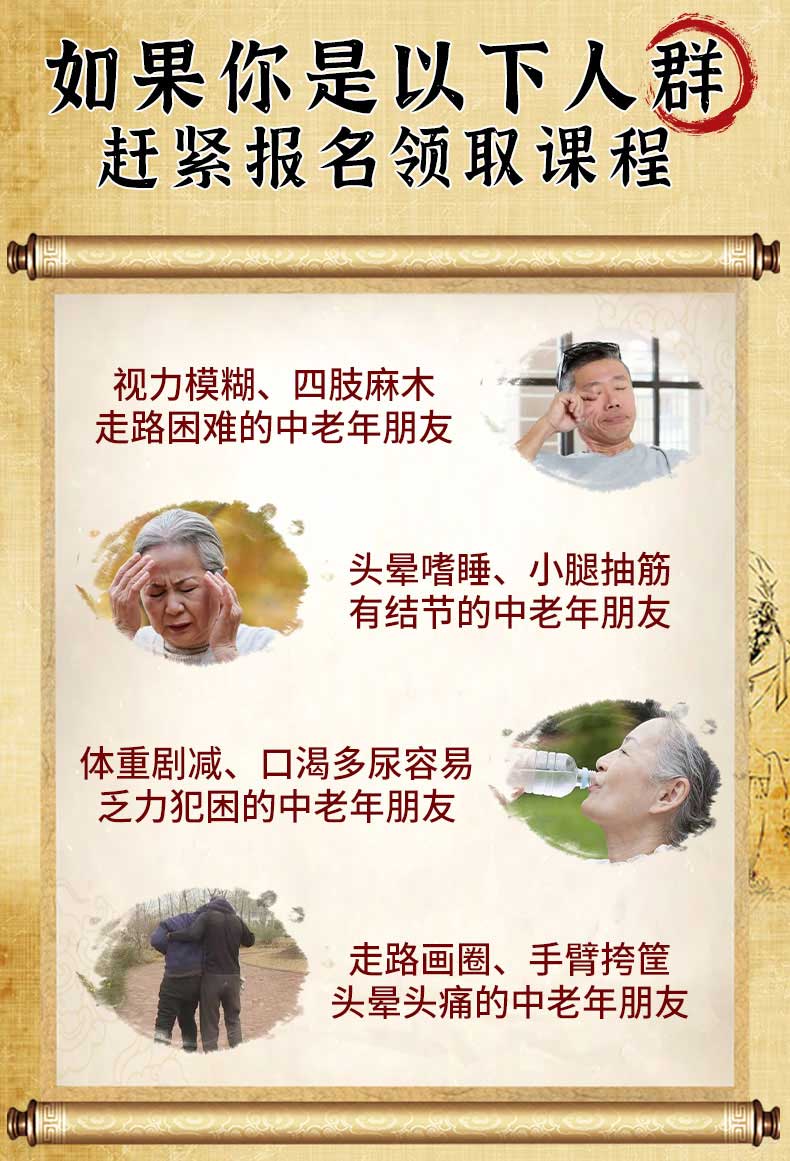 如果你是以下人群
赶紧报名领取课程
视力模糊、四肢麻木
走路困难的中老年朋友
头晕嗜睡、小腿抽筋
有结节的中老年朋友
体重剧减、口渴多尿容易
乏力犯困的中老年朋友
走路画圈、手臂挎筐
头晕头痛的中老年朋友